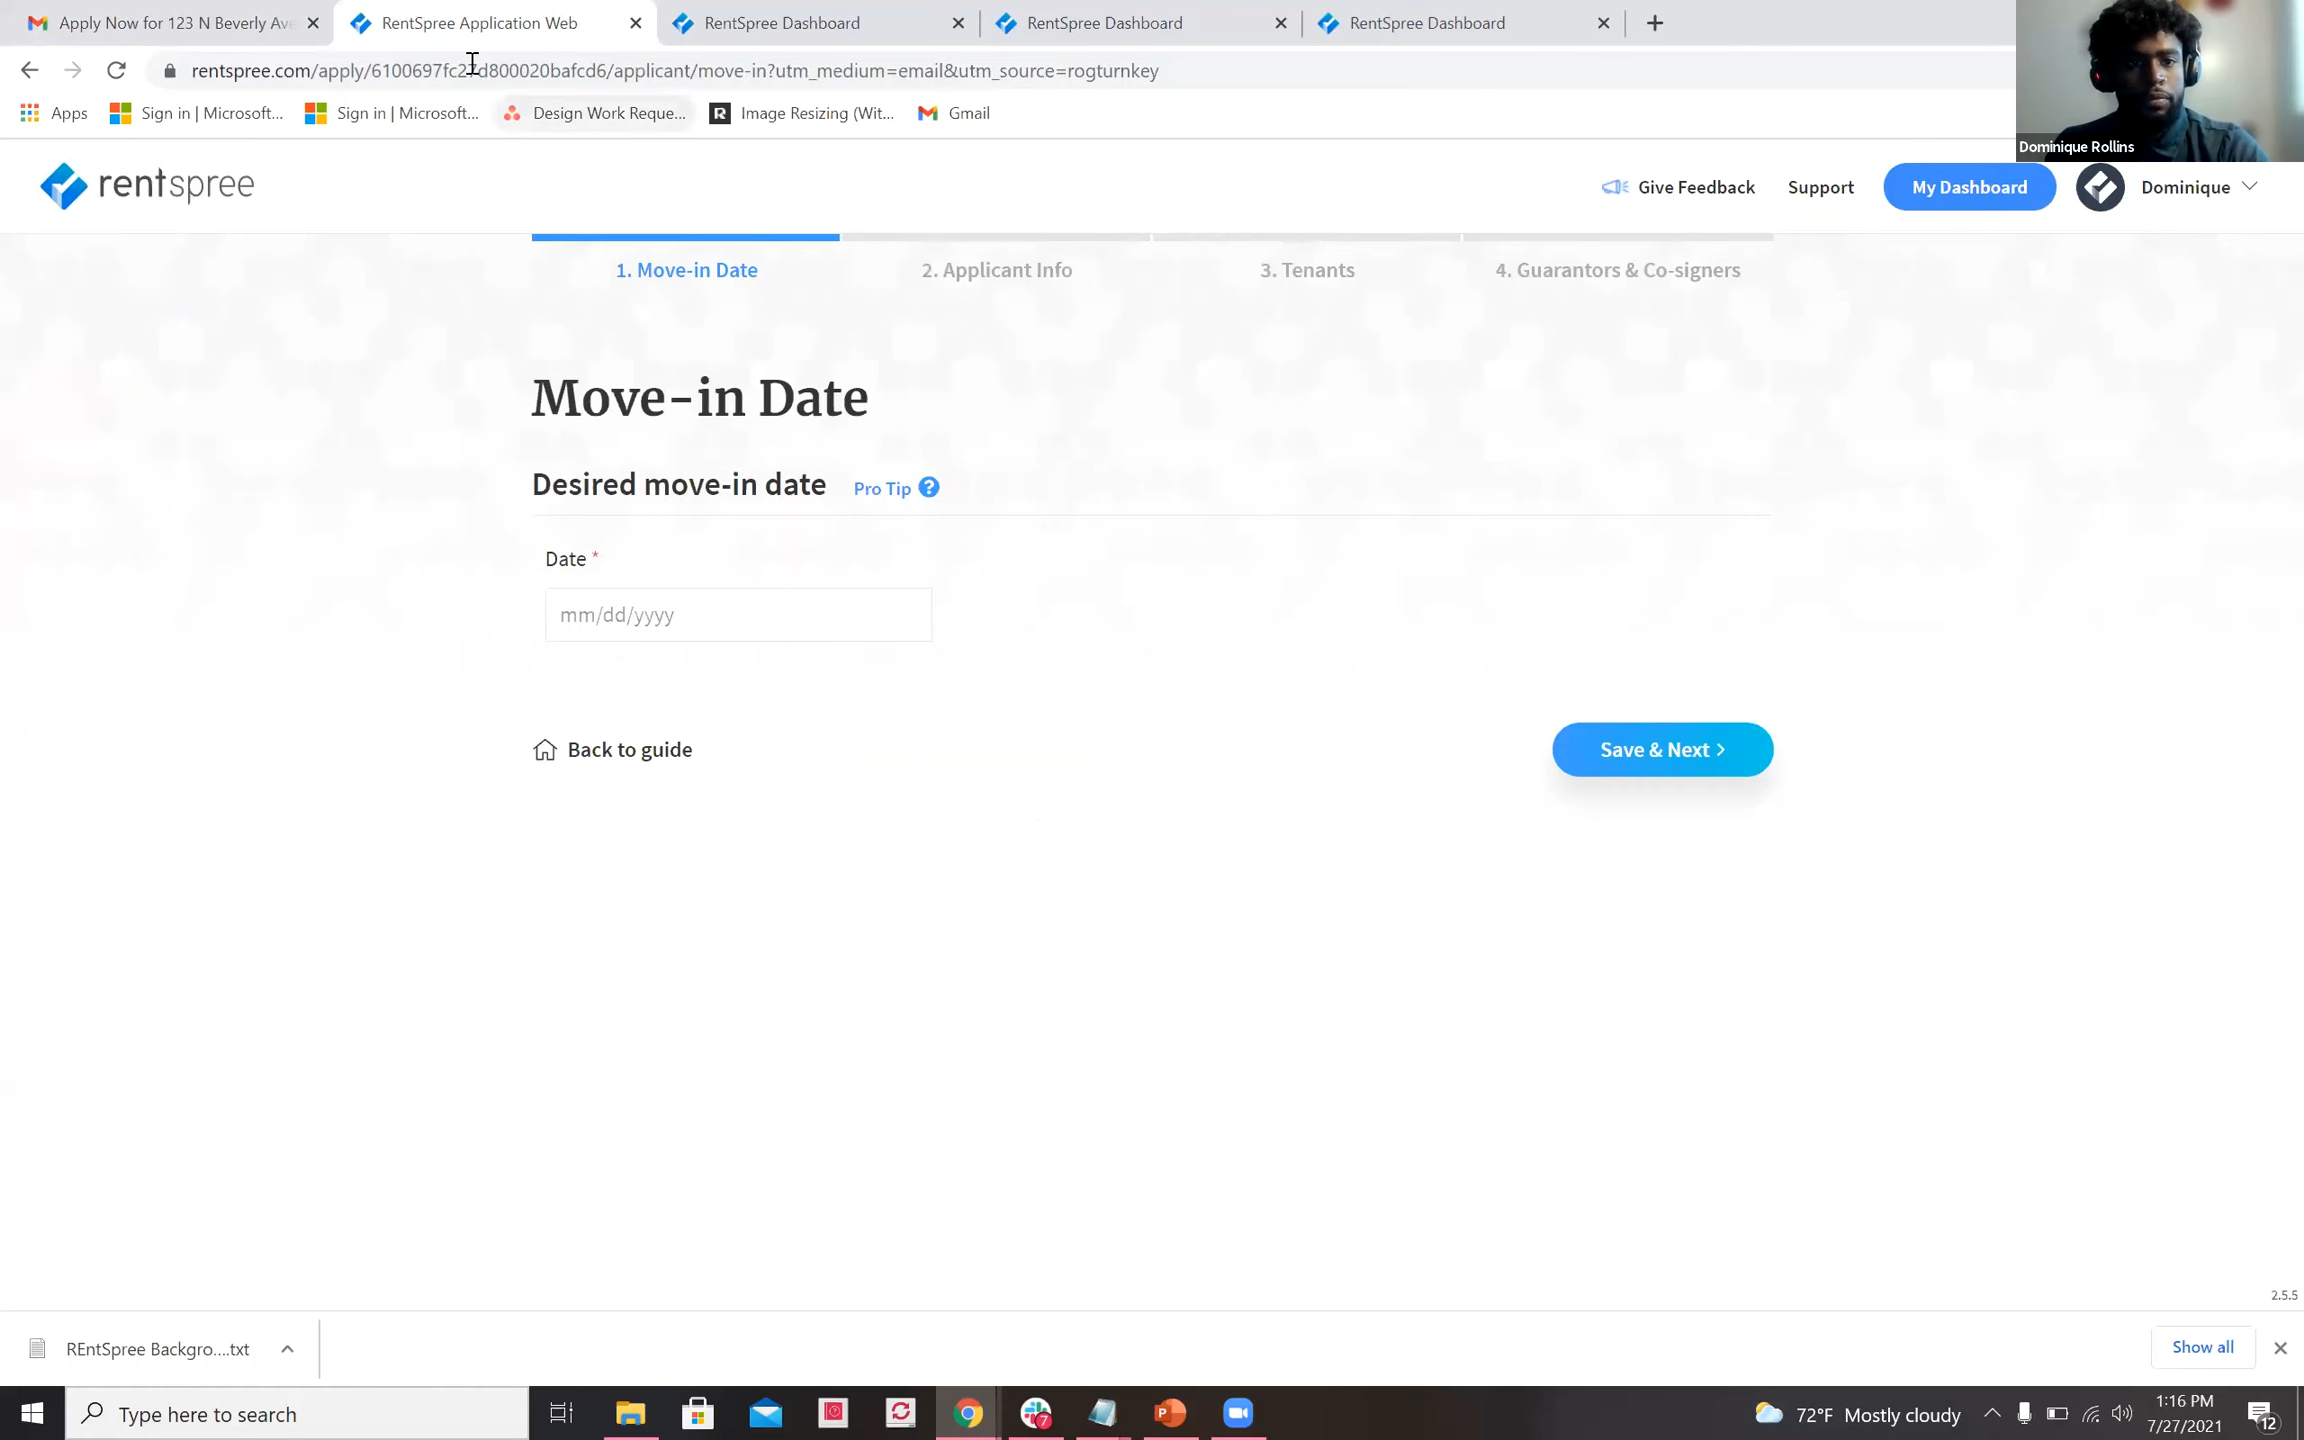 Apply Now for 123 N Beverly Ave
RentSpree Application Web
RentSpree Dashboard
RentSpree Dashboard
RentSpree Dashboard
rentspree.com/apply/6100697fc27d800020bafcd6/applicant/move-in?utm_medium=email&utm_source=rogturnkey
Apps
Sign in | Microsoft...
Sign in | Microsoft...
Design Work Reque...
R
Image Resizing (Wit...
Gmail
Dominique Rollins
rentspree
Give Feedback
Support
My Dashboard
Dominique
1. Move-in Date
2. Applicant Info
3. Tenants
4. Guarantors & Co-signers
Move-in Date
Desired move-in date
Pro Tip ?
Date *
mm/dd/yyyy
Back to guide
Save & Next >
2.5.5
REntSpree Backgro....txt
Show all
Type here to search
7
P
72°F Mostly cloudy
1:16 PM
7/27/2021
12